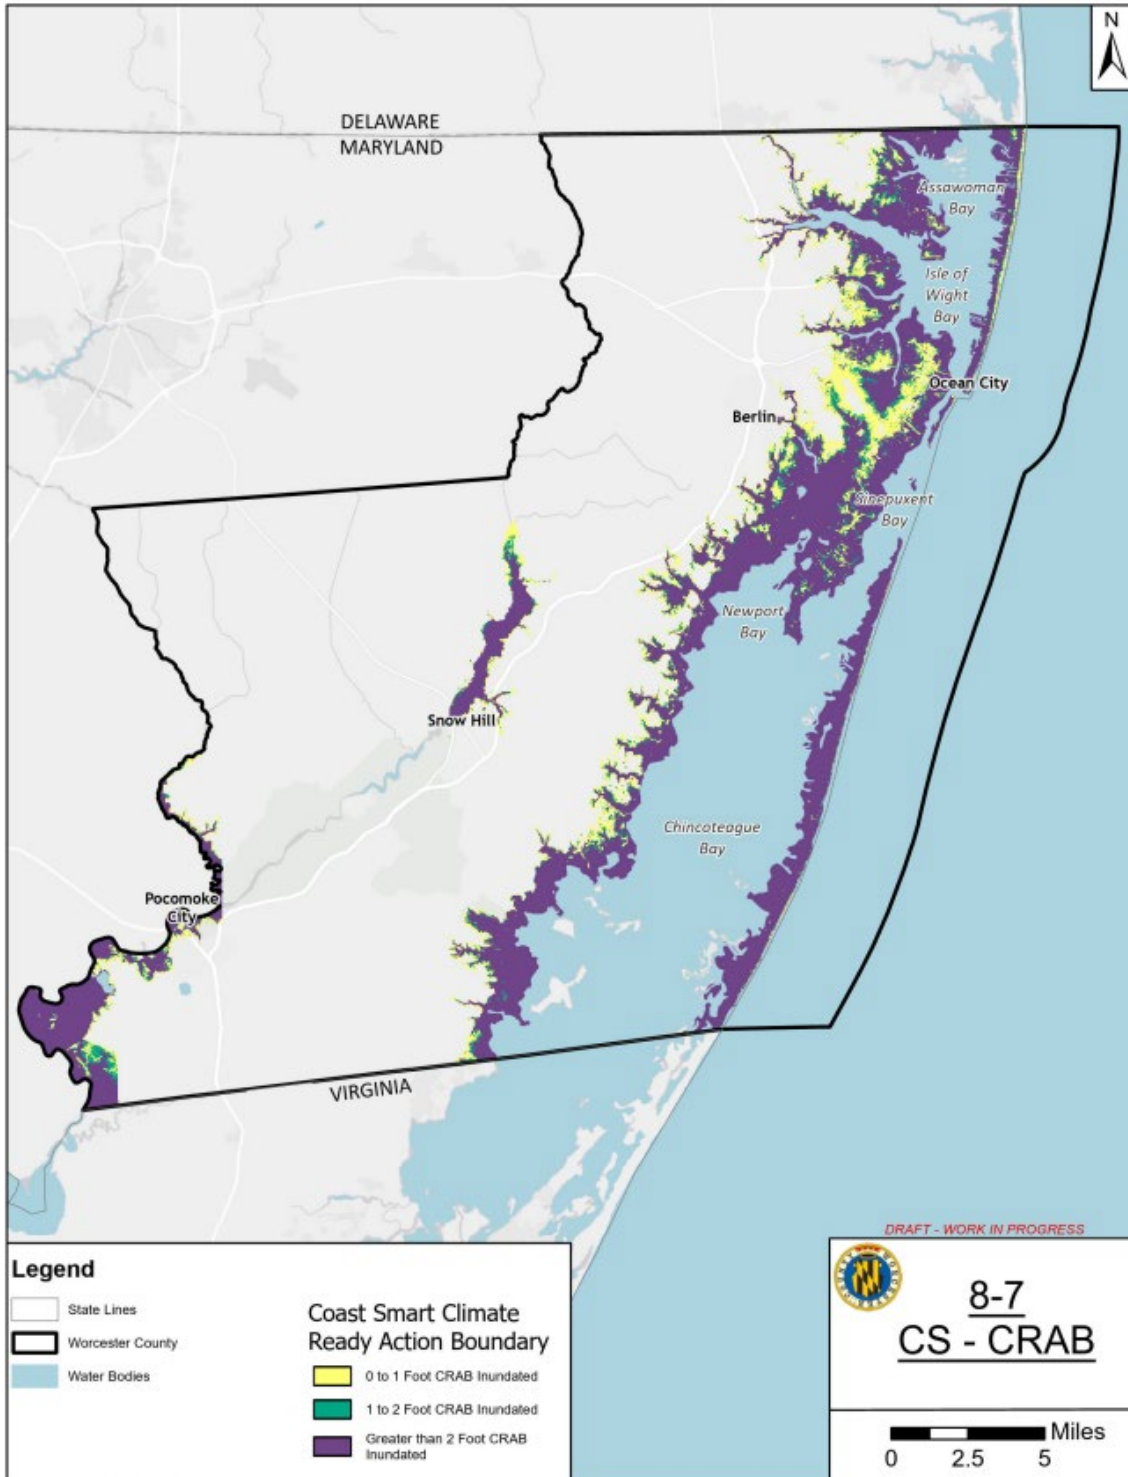 N
DELAWARE
MARYLAND
Assawoman
Bay
Isle of
Wight
Bay
Ocean City
Berlin
Sinepuxent
Bay
Newport
Bay
Snow Hill
Chincoteague
Bay
Pocomoke
City
VIRGINIA
DRAFT - WORK IN PROGRESS
Legend
State Lines
Worcester County
Water Bodies
Coast Smart Climate
Ready Action Boundary
0 to 1 Foot CRAB Inundated
1 to 2 Foot CRAB Inundated
Greater than 2 Foot CRAB
Inundated
8-7
CS - CRAB
Miles
0 2.5 5